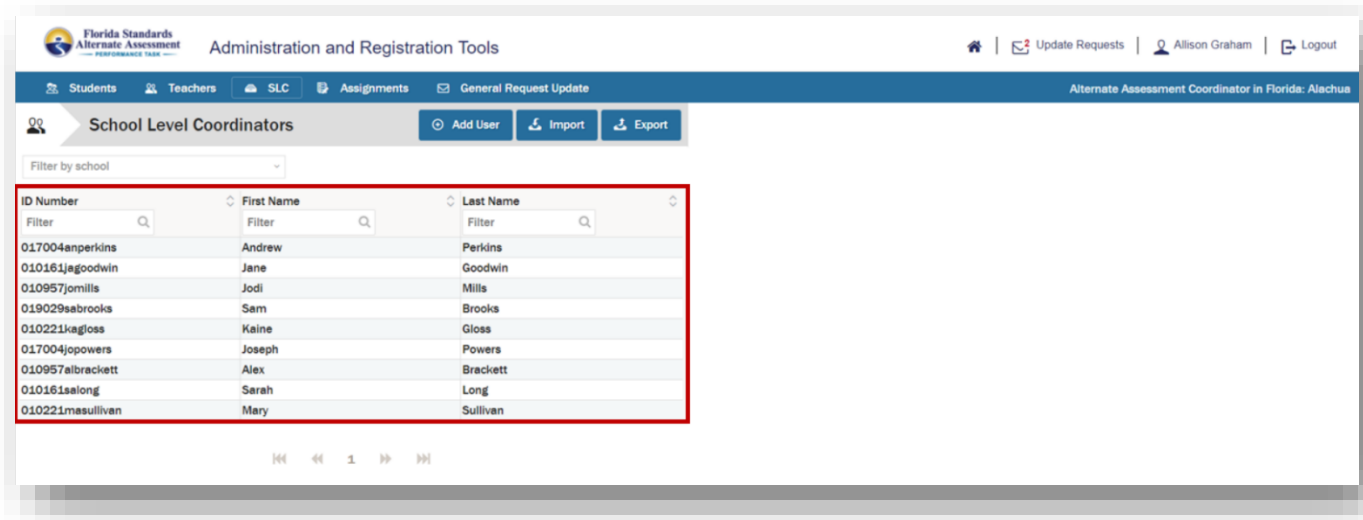 Florida Standards
Alternate Assessment
PERFORMANCE TASK
Administration and Registration Tools
2 Update Requests
Allison Graham
Logout
Students Teachers SLC Assignments General Request Update
Alternate Assessment Coordinator in Florida: Alachua
School Level Coordinators
Add User Import Export
Filter by school
ID Number First Name Last Name
Filter Filter Filter
017004anperkins Andrew Perkins
010161jagoodwin Jane Goodwin
010957jomills Jodi Mills
019029sabrooks Sam Brooks
010221kagloss Kaine Gloss
017004jopowers Joseph Powers
010957albrackett Alex Brackett
010161salong Sarah Long
010221masullivan Mary Sullivan
1